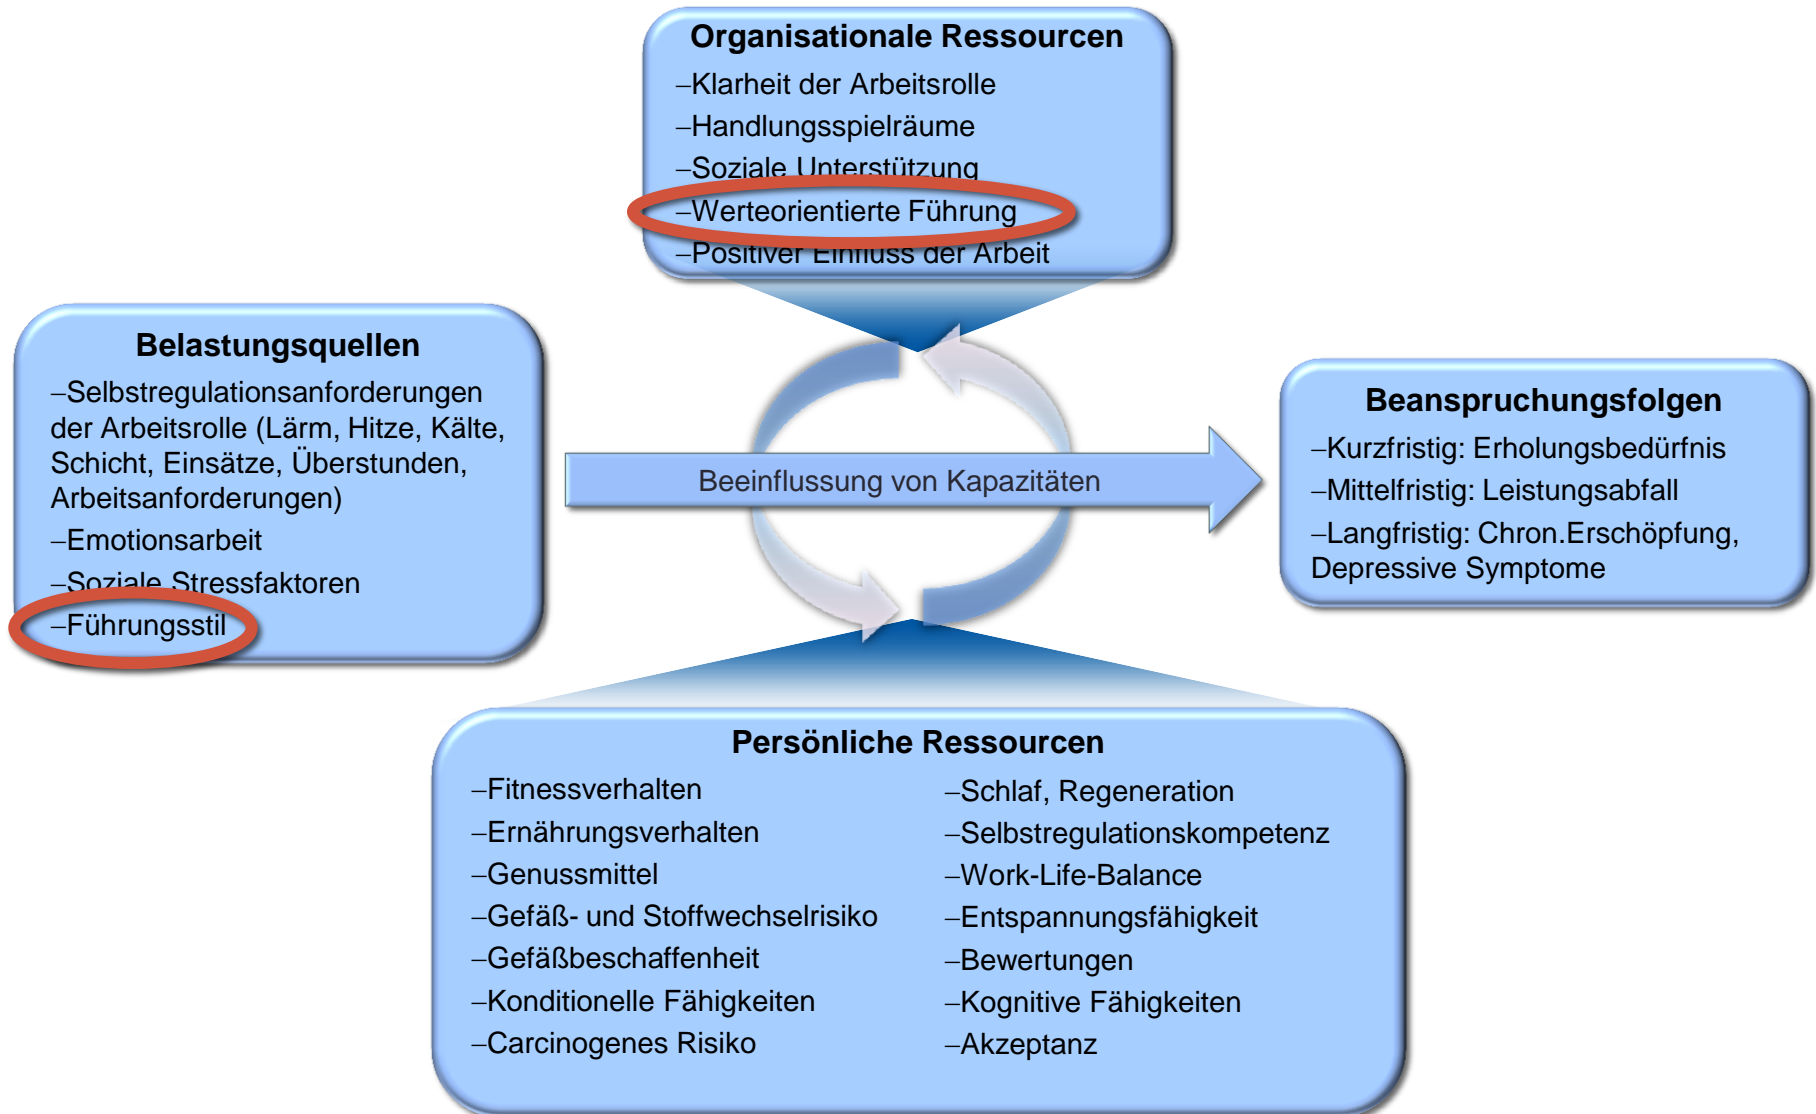 Organisationale Ressourcen
–Klarheit der Arbeitsrolle
–Handlungsspielräume
–Soziale Unterstützung
–Werteorientierte Führung
–Positiver Einfluss der Arbeit
Belastungsquellen
–Selbstregulationsanforderungen
der Arbeitsrolle (Lärm, Hitze, Kälte,
Schicht, Einsätze, Überstunden,
Arbeitsanforderungen)
–Emotionsarbeit
–Soziale Stressfaktoren
–Führungsstil
Beeinflussung von Kapazitäten
Beanspruchungsfolgen
–Kurzfristig: Erholungsbedürfnis
–Mittelfristig: Leistungsabfall
–Langfristig: Chron.Erschöpfung,
Depressive Symptome
Persönliche Ressourcen
–Fitnessverhalten
–Ernährungsverhalten
–Genussmittel
–Gefäß- und Stoffwechselrisiko
–Gefäßbeschaffenheit
–Konditionelle Fähigkeiten
–Carcinogenes Risiko
–Schlaf, Regeneration
–Selbstregulationskompetenz
–Work-Life-Balance
–Entspannungsfähigkeit
–Bewertungen
–Kognitive Fähigkeiten
–Akzeptanz